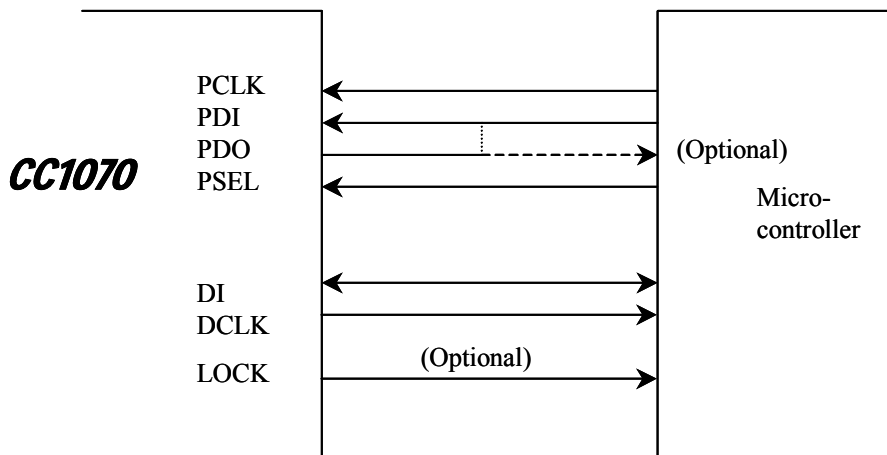 PCLK
PDI
PDO
(Optional)
CC1070
PSEL
Micro-
controller
DI
DCLK
(Optional)
LOCK